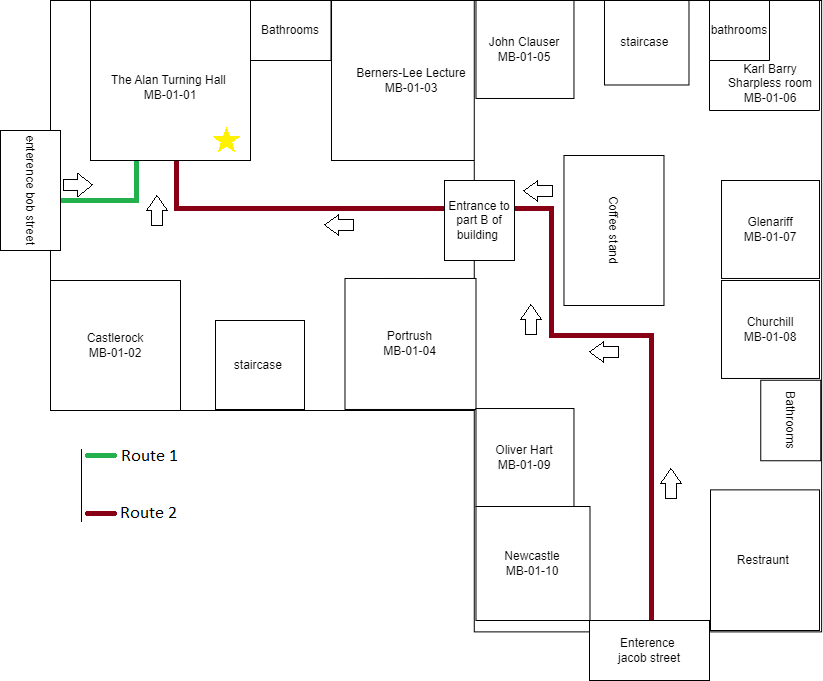 Bathrooms
John Clauser
MB-01-05
staircase
bathrooms
The Alan Turning Hall
MB-01-01
Berners-Lee Lecture
MB-01-03
Karl Barry
Sharpless room
MB-01-06
enterence bob street
Entrance to
part B of
building
Coffee stand
Glenariff
MB-01-07
Castlerock
MB-01-02
staircase
Portrush
MB-01-04
Churchill
MB-01-08
Bathrooms
Route 1
Route 2
Oliver Hart
MB-01-09
Newcastle
MB-01-10
Restraunt
Enterence
jacob street